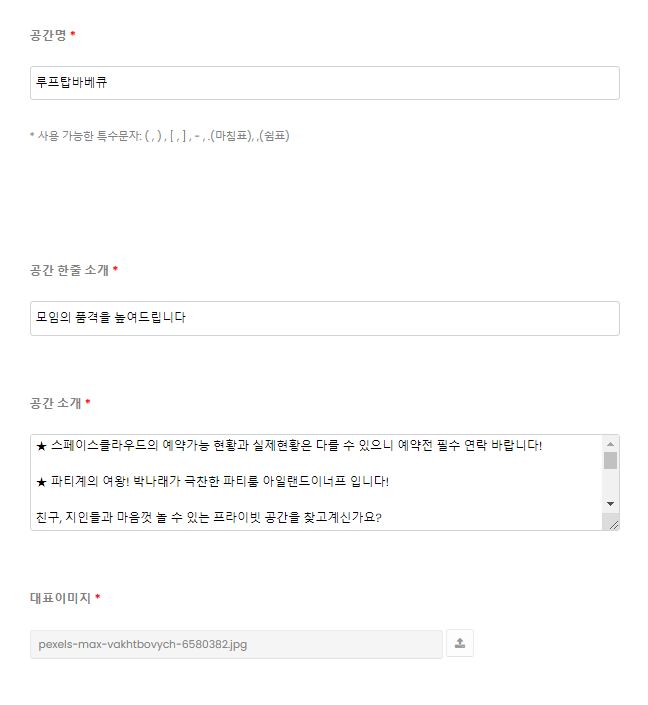 공간명 *
루프탑바베큐
* 사용 가능한 특수문자: ( , ) , [ , ] , - , .(마침표), ,(쉼표)
공간 한줄 소개 *
모임의 품격을 높여드립니다
공간 소개 *
★ 스페이스클라우드의 예약가능 현황과 실제현황은 다를 수 있으니 예약전 필수 연락 바랍니다!
★ 파티계의 여왕! 박나래가 극찬한 파티룸 아일랜드이너프 입니다!
친구, 지인들과 마음껏 놀 수 있는 프라이빗 공간을 찾고계신가요?
대표이미지 *
pexels-max-vakhtbovych-6580382.jpg